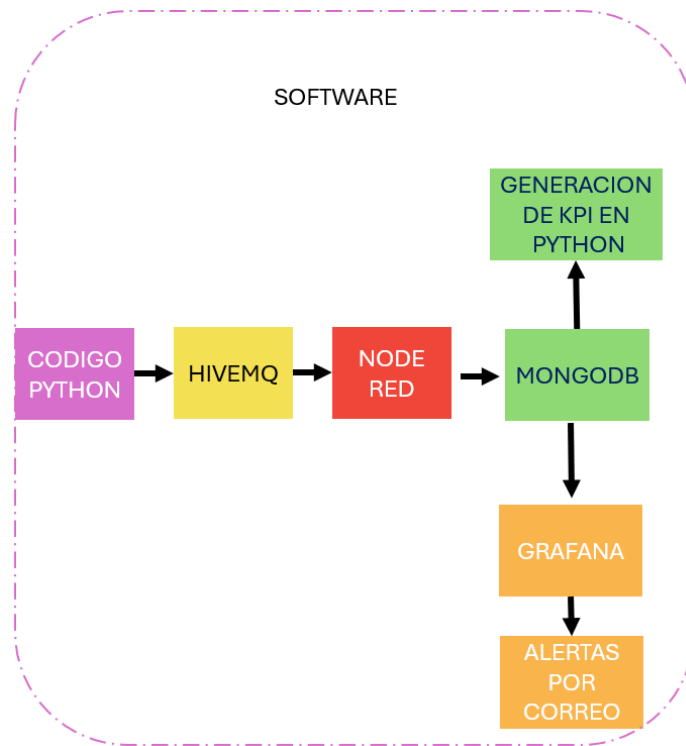 SOFTWARE
GENERACION
DE KPI EN
PYTHON
CODIGO
PYTHON
HIVEMQ
NODE
RED
MONGODB
GRAFANA
ALERTAS
POR
CORREO